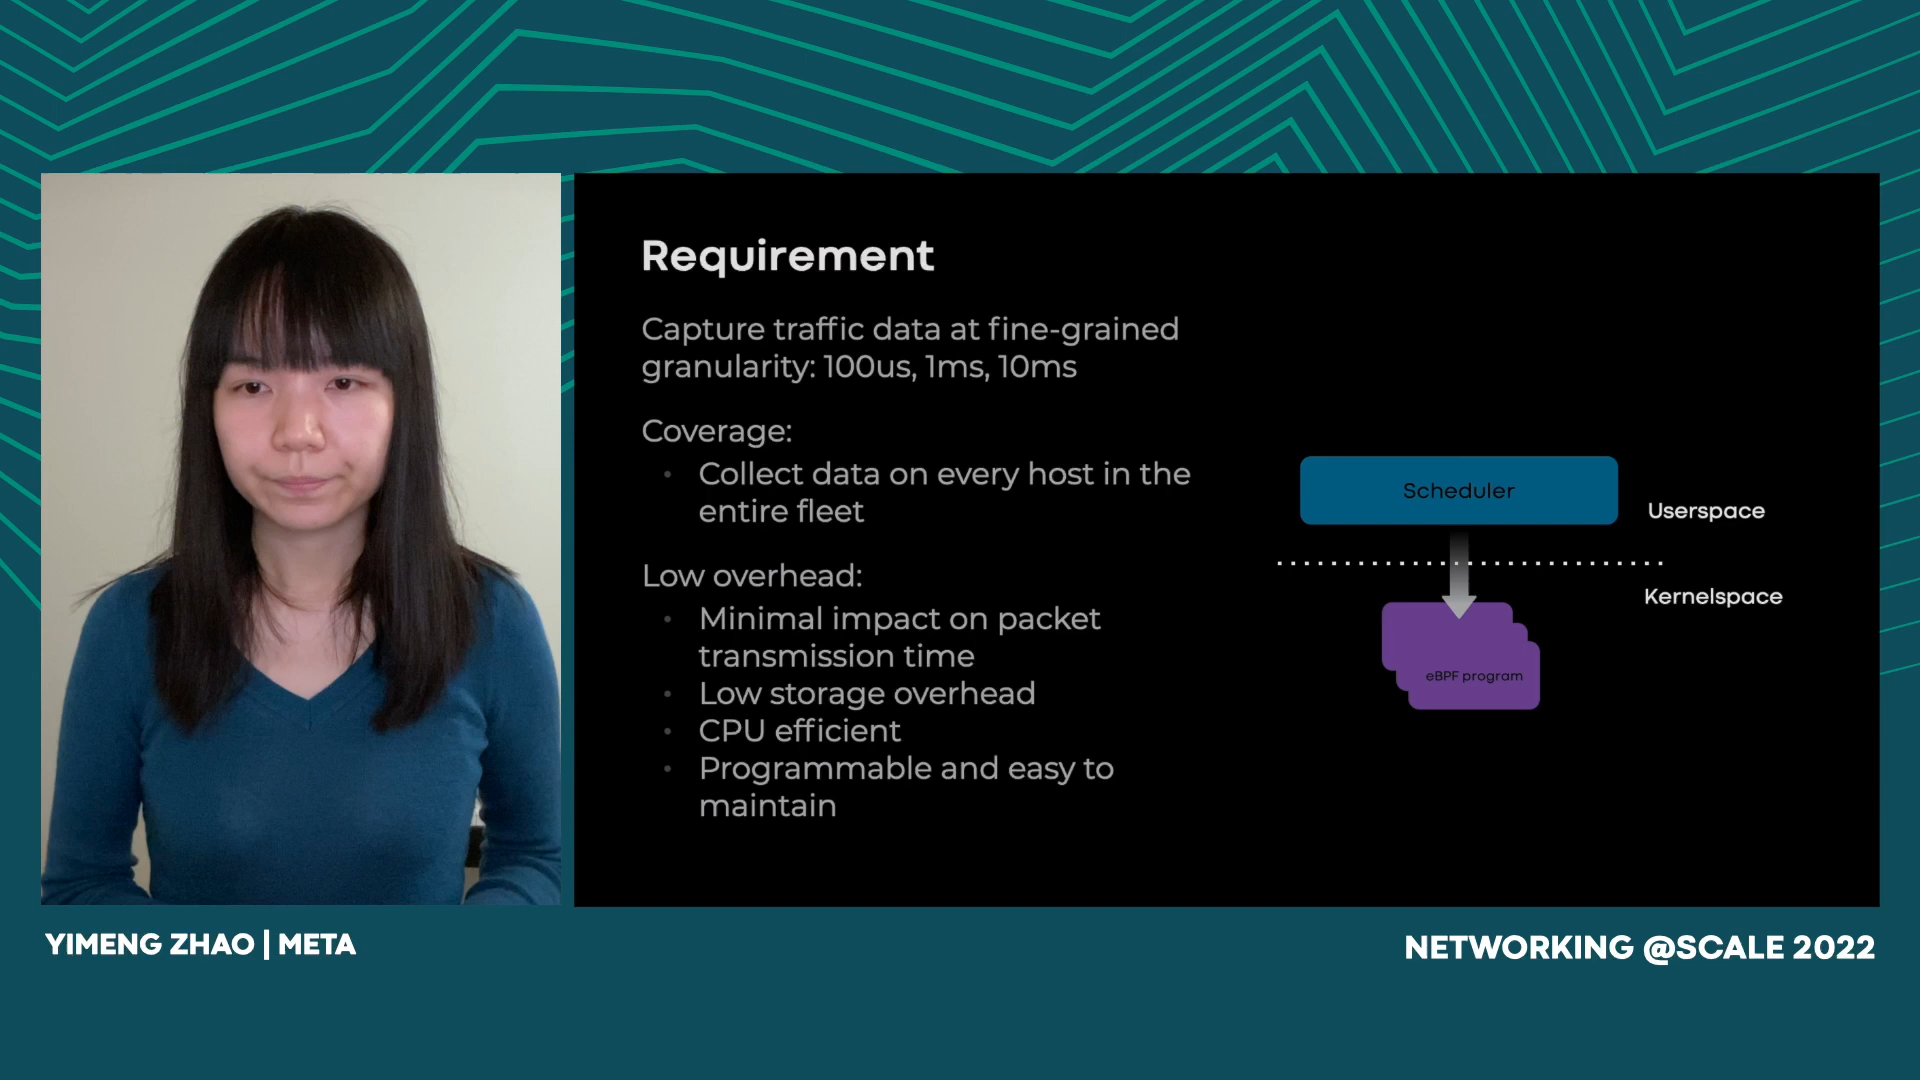 Requirement
Capture traffic data at fine-grained
granularity: 100us, 1ms, 10ms
Coverage:
• Collect data on every host in the
entire fleet
Low overhead:
• Minimal impact on packet
transmission time
• Low storage overhead
• CPU efficient
• Programmable and easy to
maintain
Scheduler
Userspace
Kernelspace
eBPF program
YIMENG ZHAO | META
NETWORKING @SCALE 2022